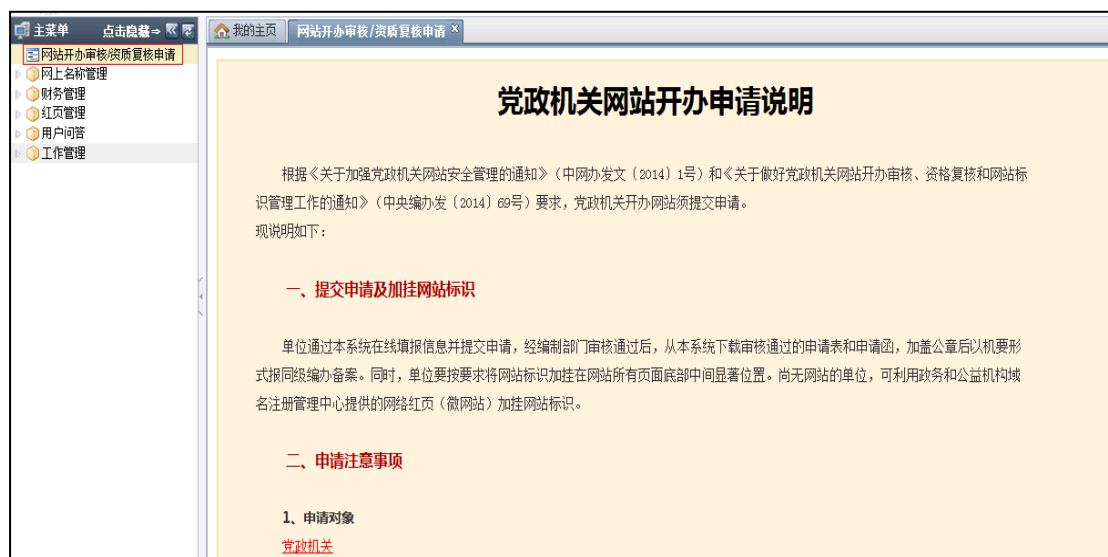 主菜单 点击隐藏⇒
网站开办审核/资质复核申请
网上名称管理
财务管理
红页管理
用户问答
工作管理
我的主页 网站开办审核/资质复核申请 ×
党政机关网站开办申请说明
根据《关于加强党政机关网站安全管理的通知》（中网办发文〔2014〕1号）和《关于做好党政机关网站开办审核、资格复核和网站标
识管理工作的通知》（中央编办发〔2014〕69号）要求，党政机关开办网站须提交申请。
现说明如下：
一、提交申请及加挂网站标识
单位通过本系统在线填报信息并提交申请，经编制部门审核通过后，从本系统下载审核通过的申请表和申请函，加盖公章后以机要形
式报同级编办备案。同时，单位要按要求将网站标识加挂在网站所有页面底部中间显著位置。尚无网站的单位，可利用政务和公益机构域
名注册管理中心提供的网络红页（微网站）加挂网站标识。
二、申请注意事项
1、申请对象
党政机关